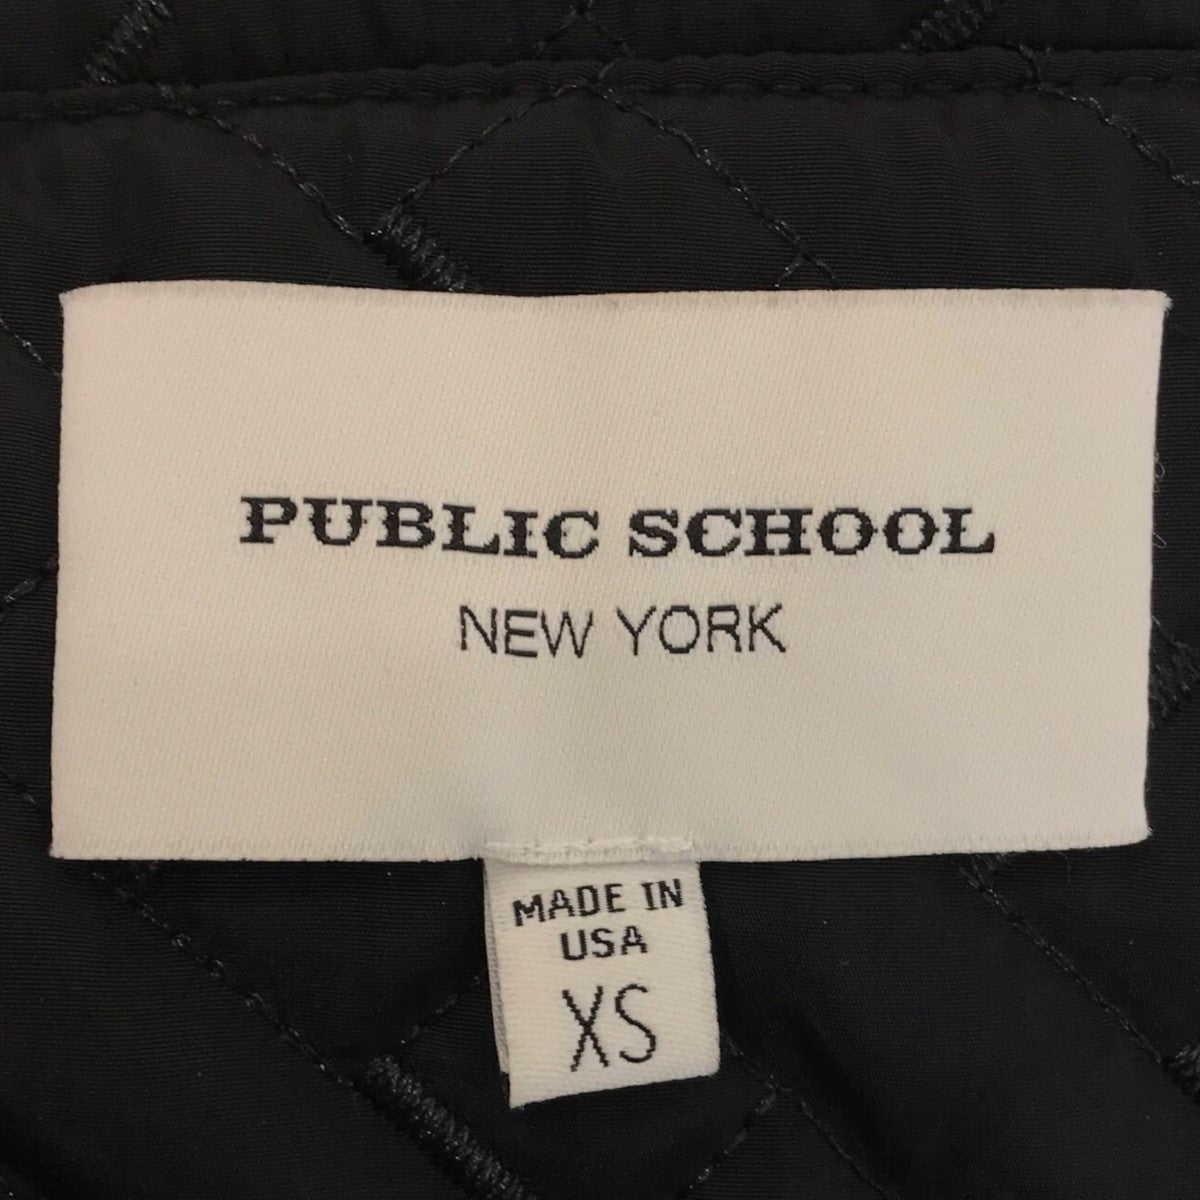 PUBLIC SCHOOL
NEW YORK
MADE IN
USA
XS